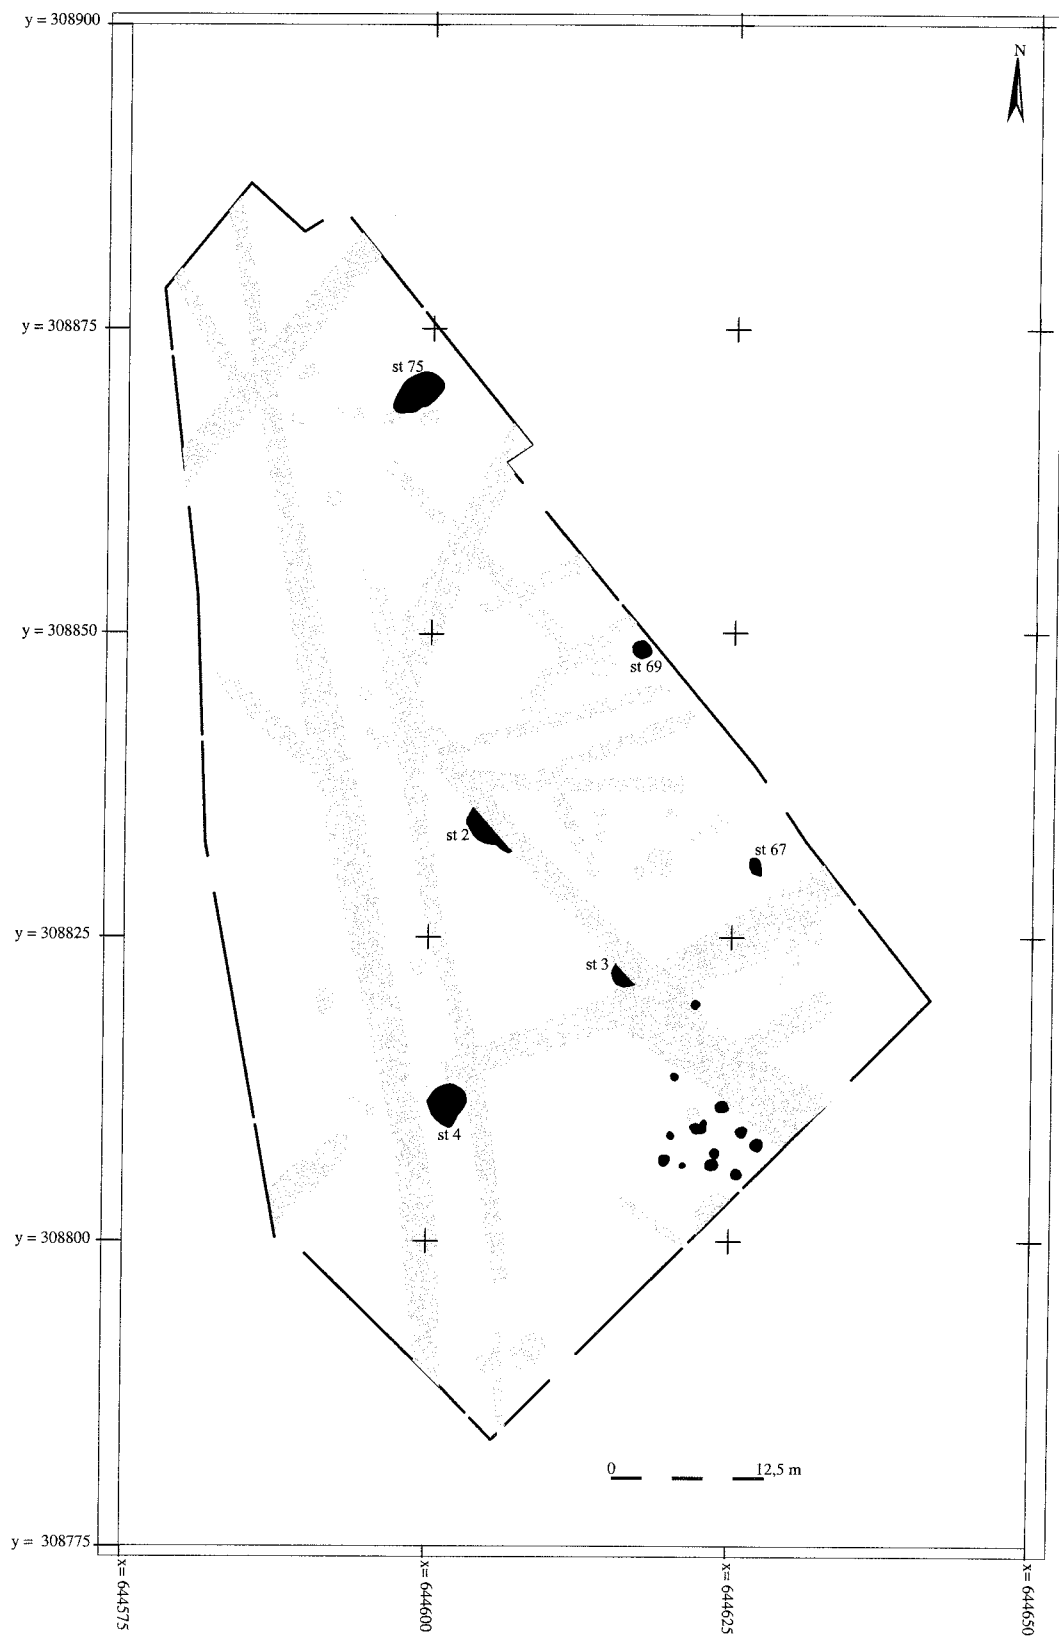 y = 308900
N
y = 308875
st 75
y = 308850
st 69
st 2
st 67
y = 308825
st 3
st 4
y = 308800
0 12,5 m
y = 308775
x= 644575
x= 644600
x= 644625
x= 644650